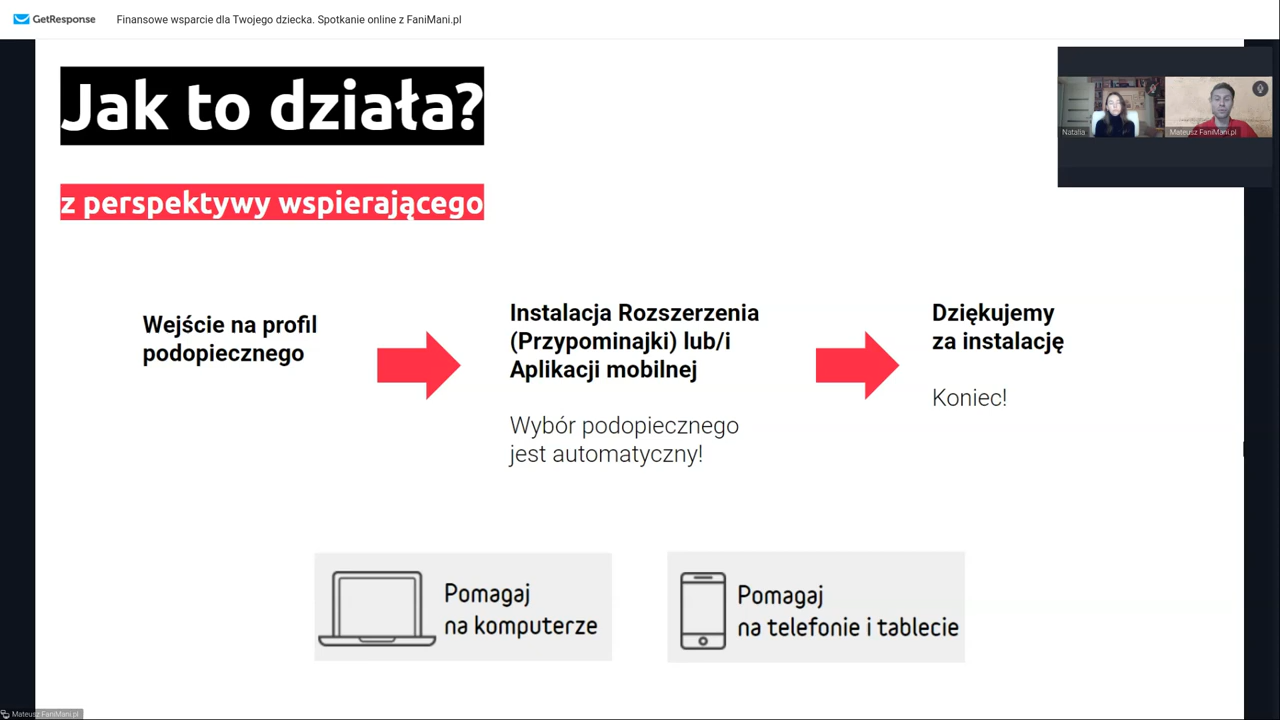 GetResponse
Finansowe wsparcie dla Twojego dziecka. Spotkanie online z FaniMani.pl
Jak to działa?
z perspektywy wspierającego
Natalia
Mateusz FaniMani.pl
Wejście na profil
podopiecznego
Instalacja Rozszerzenia
(Przypominajki) lub/i
Aplikacji mobilnej
Wybór podopiecznego
jest automatyczny!
Dziękujemy
za instalację
Koniec!
Pomagaj
na komputerze
Pomagaj
na telefonie i tablecie
Mateusz FaniMani.pl